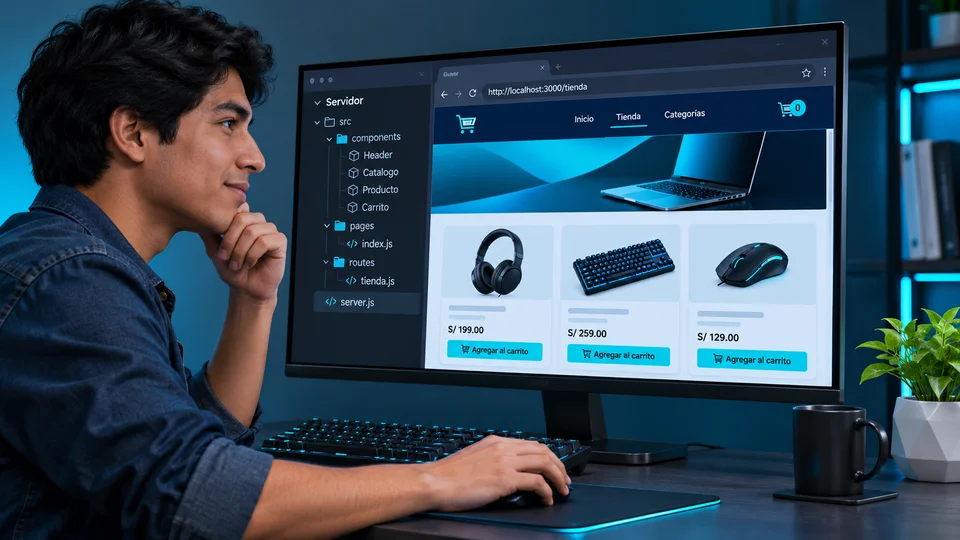 Servidor
src
components
Header
Catalogo
Producto
Carrito
pages
</> index.js
routes
</> tienda.js
</> server.js
http://localhost:3000/tienda
Inicio Tienda Categorías 0
S/ 199.00 S/ 259.00 S/ 129.00
Agregar al carrito Agregar al carrito Agregar al carrito